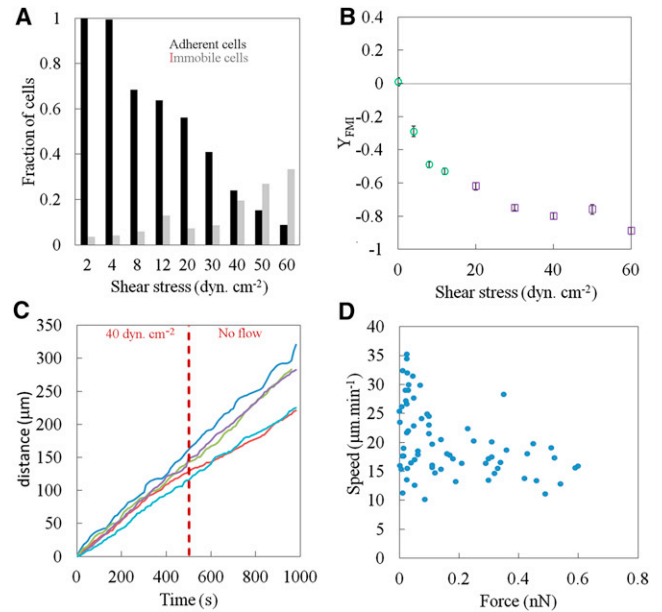 A
Adherent cells
Immobile cells
Fraction of cells
1
0.8
0.6
0.4
0.2
0
2 4 8 12 20 30 40 50 60
Shear stress (dyn. cm-2)
B
YFMI
0.4
0.2
0
-0.2
-0.4
-0.6
-0.8
-1
0 20 40 60
Shear stress (dyn. cm-2)
C
40 dyn. cm-2
No flow
distance (μm)
350
300
250
200
150
100
50
0
0 200 400 600 800 1000
Time (s)
D
Speed (μm.min-1)
40
35
30
25
20
15
10
5
0
0 0.2 0.4 0.6 0.8
Force (nN)